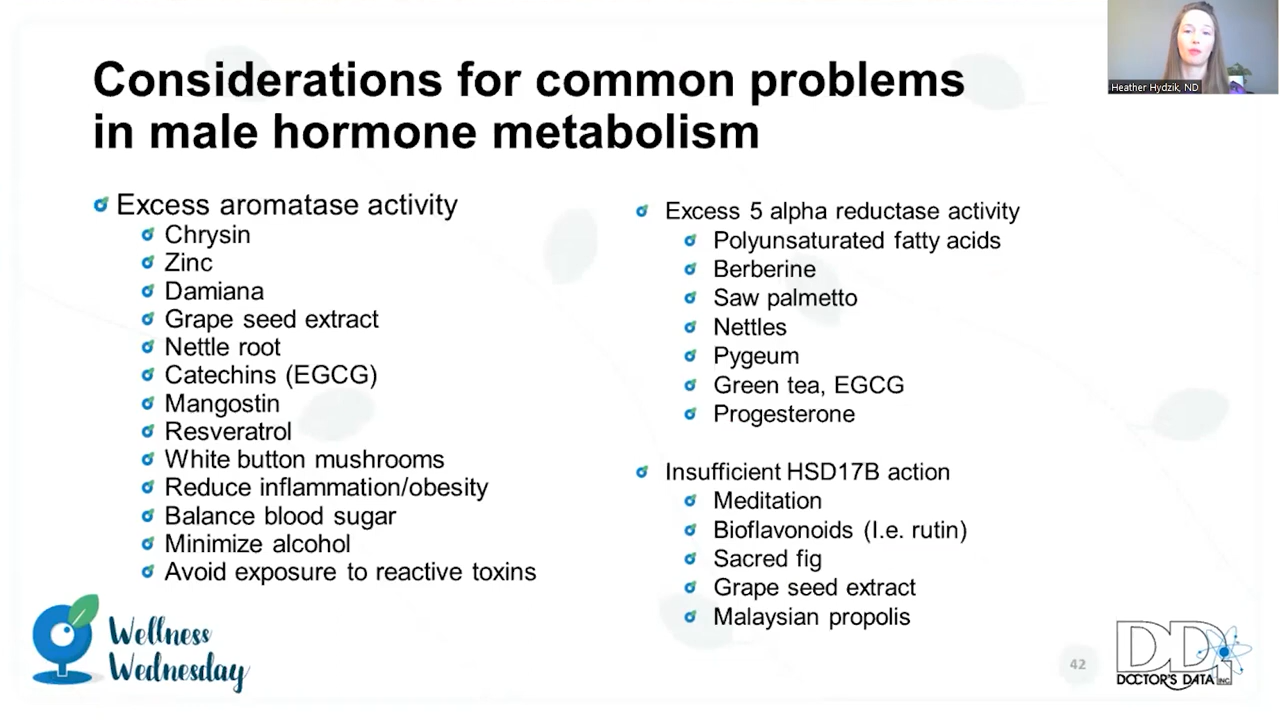 Considerations for common problems
in male hormone metabolism
Heather Hydzik, ND
Excess aromatase activity
Chrysin
Zinc
Damiana
Grape seed extract
Nettle root
Catechins (EGCG)
Mangostin
Resveratrol
White button mushrooms
Reduce inflammation/obesity
Balance blood sugar
Minimize alcohol
Avoid exposure to reactive toxins
Excess 5 alpha reductase activity
Polyunsaturated fatty acids
Berberine
Saw palmetto
Nettles
Pygeum
Green tea, EGCG
Progesterone
Insufficient HSD17B action
Meditation
Bioflavonoids (I.e. rutin)
Sacred fig
Grape seed extract
Malaysian propolis
Wellness
Wednesday
42
DDI
DOCTOR'S DATA INC.